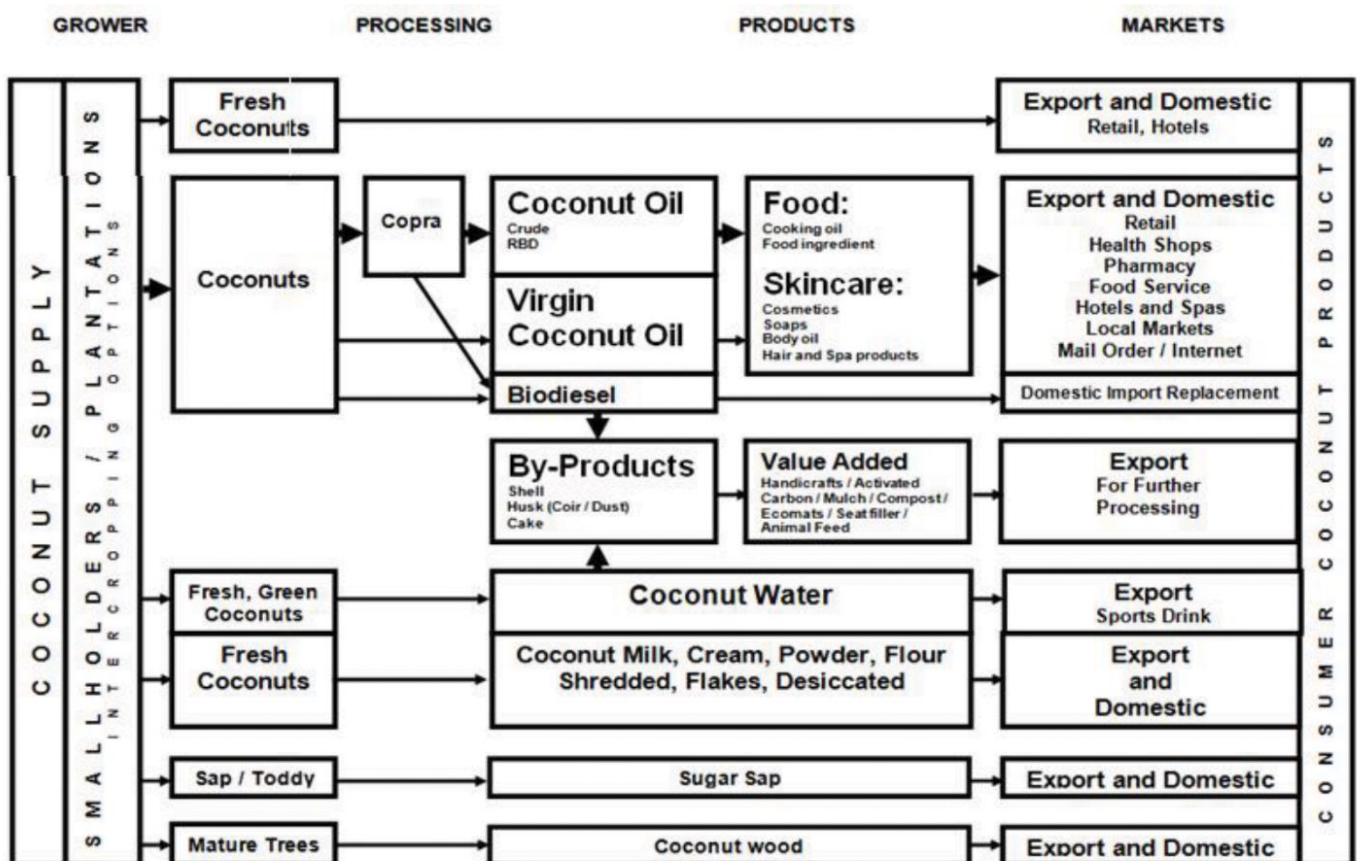 GROWER
PROCESSING
PRODUCTS
MARKETS
COCONUT SUPPLY
SMALLHOLDERS / PLANTATIONS
INTERCROPPING OPTIONS
Fresh
Coconuts
Export and Domestic
Retail, Hotels
Coconuts
Copra
Coconut Oil
Crude
RBD
Virgin
Coconut Oil
Biodiesel
Food:
Cooking oil
Food ingredient
Skincare:
Cosmetics
Soaps
Body oil
Hair and Spa products
Export and Domestic
Retail
Health Shops
Pharmacy
Food Service
Hotels and Spas
Local Markets
Mail Order / Internet
Domestic Import Replacement
By-Products
Shell
Husk (Coir / Dust)
Cake
Value Added
Handicrafts / Activated
Carbon / Mulch / Compost /
Ecomats / Seat filler /
Animal Feed
Export
For Further
Processing
Fresh, Green
Coconuts
Coconut Water
Export
Sports Drink
Fresh
Coconuts
Coconut Milk, Cream, Powder, Flour
Shredded, Flakes, Desiccated
Export
and
Domestic
Sap / Toddy
Sugar Sap
Export and Domestic
Mature Trees
Coconut wood
Export and Domestic
CONSUMER COCONUT PRODUCTS